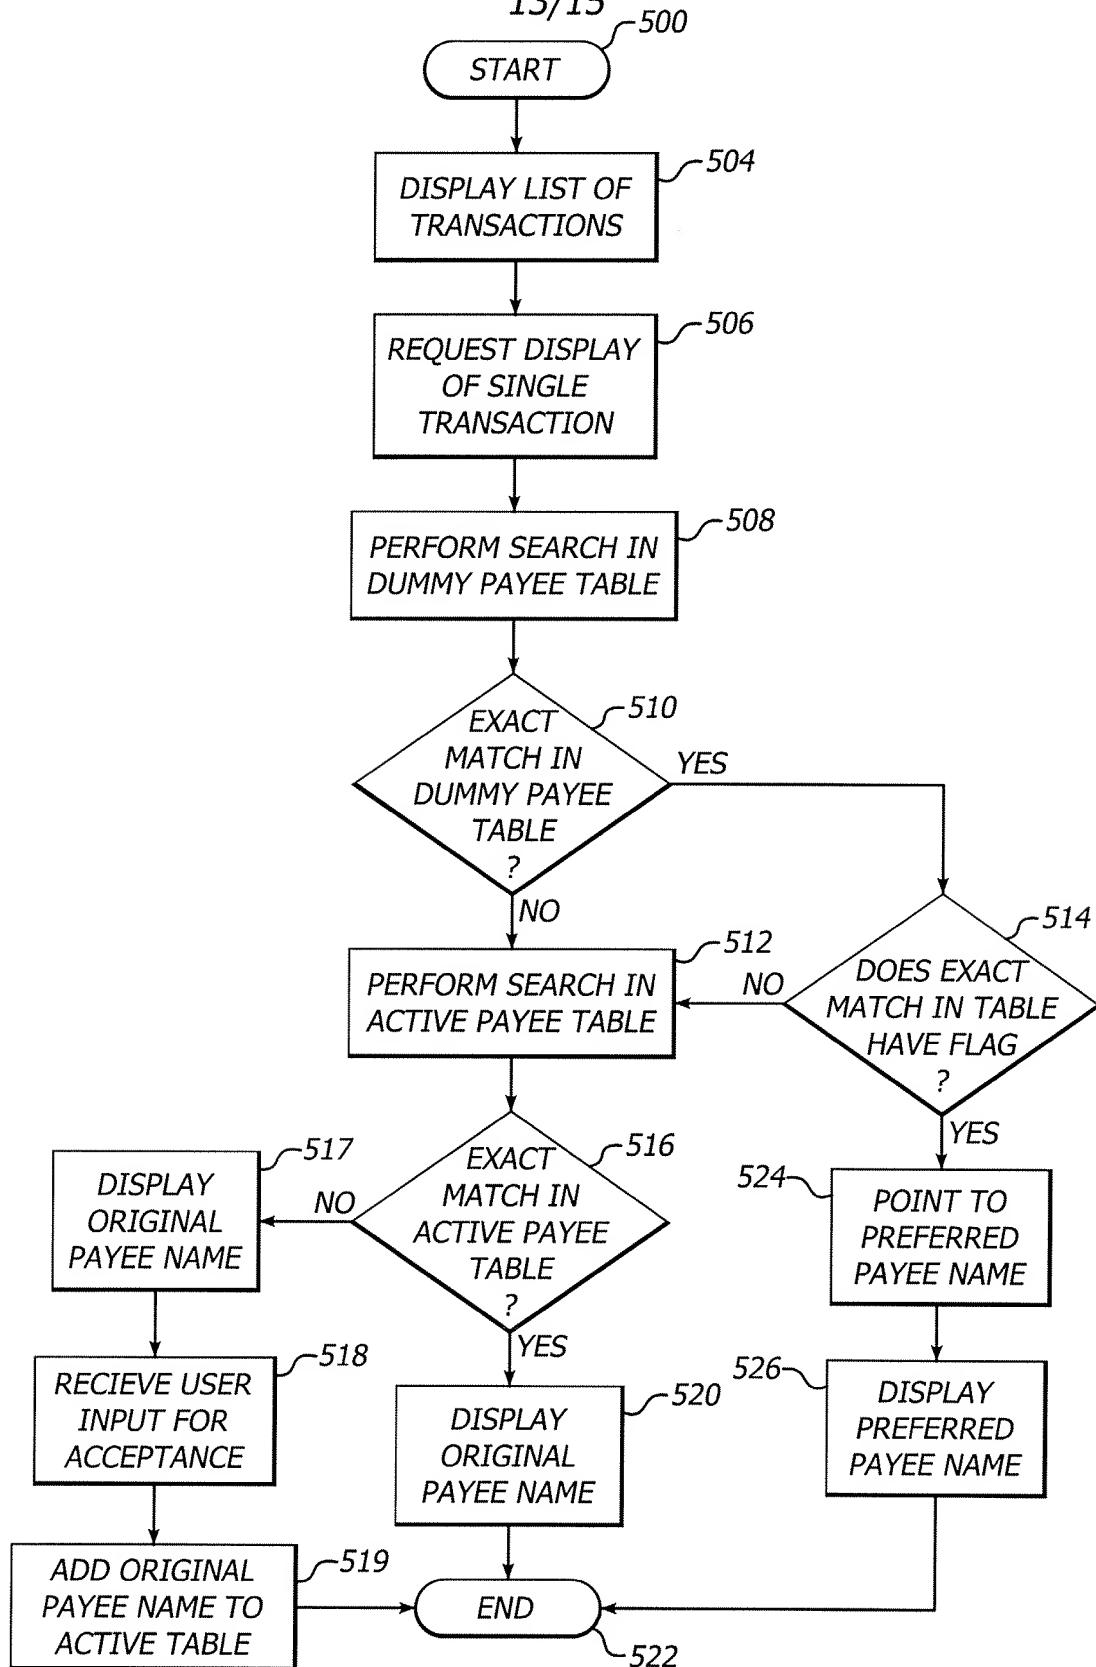 13/15
500
START
504
DISPLAY LIST OF
TRANSACTIONS
506
REQUEST DISPLAY
OF SINGLE
TRANSACTION
508
PERFORM SEARCH IN
DUMMY PAYEE TABLE
510
EXACT
MATCH IN
DUMMY PAYEE
TABLE
?
YES
NO
514
DOES EXACT
MATCH IN TABLE
HAVE FLAG
?
NO
YES
512
PERFORM SEARCH IN
ACTIVE PAYEE TABLE
516
EXACT
MATCH IN
ACTIVE PAYEE
TABLE
?
NO
YES
517
DISPLAY
ORIGINAL
PAYEE NAME
518
RECIEVE USER
INPUT FOR
ACCEPTANCE
519
ADD ORIGINAL
PAYEE NAME TO
ACTIVE TABLE
520
DISPLAY
ORIGINAL
PAYEE NAME
524
POINT TO
PREFERRED
PAYEE NAME
526
DISPLAY
PREFERRED
PAYEE NAME
END
522